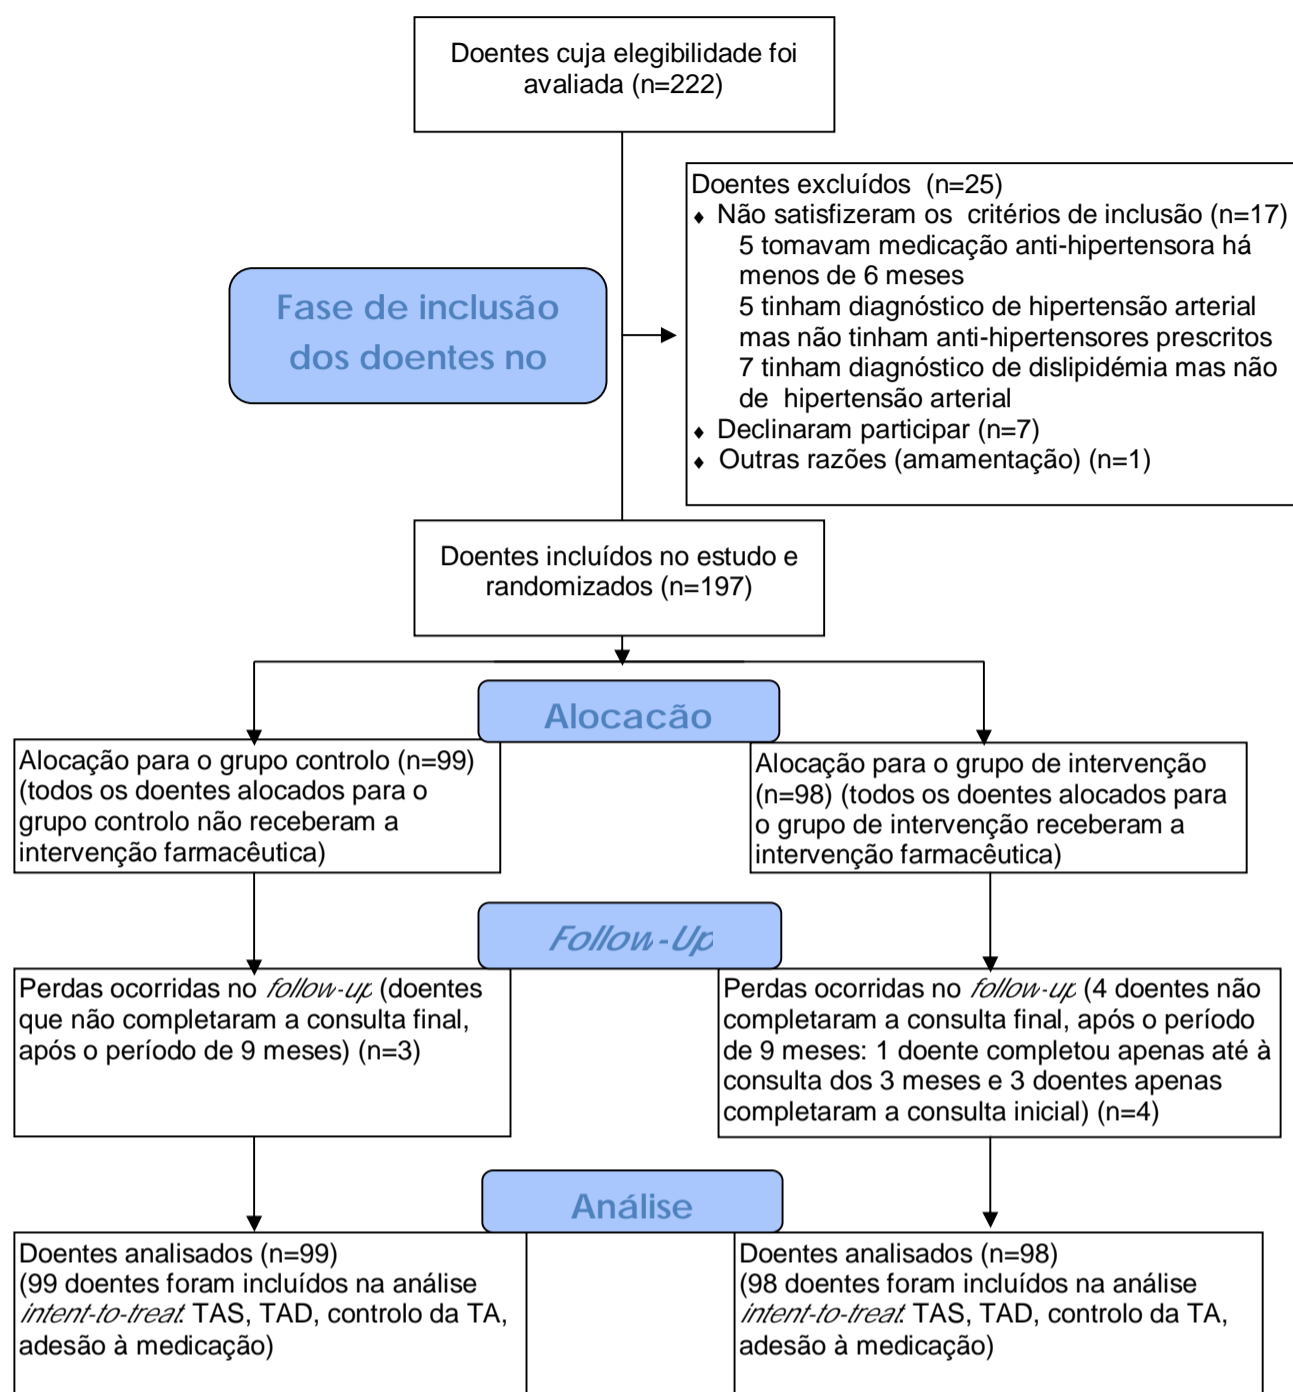 Doentes cuja elegibilidade foi
avaliada (n=222)
Doentes excluídos (n=25)
♦ Não satisfizeram os critérios de inclusão (n=17)
5 tomavam medicação anti-hipertensora há
menos de 6 meses
5 tinham diagnóstico de hipertensão arterial
mas não tinham anti-hipertensores prescritos
7 tinham diagnóstico de dislipidémia mas não
de hipertensão arterial
♦ Declinaram participar (n=7)
♦ Outras razões (amamentação) (n=1)
Fase de inclusão
dos doentes no
Doentes incluídos no estudo e
randomizados (n=197)
Alocacão
Alocação para o grupo controlo (n=99)
(todos os doentes alocados para o
grupo controlo não receberam a
intervenção farmacêutica)
Alocação para o grupo de intervenção
(n=98) (todos os doentes alocados para
o grupo de intervenção receberam a
intervenção farmacêutica)
Follow-Up
Perdas ocorridas no follow-up (doentes
que não completaram a consulta final,
após o período de 9 meses) (n=3)
Perdas ocorridas no follow-up (4 doentes não
completaram a consulta final, após o período
de 9 meses: 1 doente completou apenas até à
consulta dos 3 meses e 3 doentes apenas
completaram a consulta inicial) (n=4)
Análise
Doentes analisados (n=99)
(99 doentes foram incluídos na análise
intent-to-treat: TAS, TAD, controlo da TA,
adesão à medicação)
Doentes analisados (n=98)
(98 doentes foram incluídos na análise
intent-to-treat: TAS, TAD, controlo da TA,
adesão à medicação)